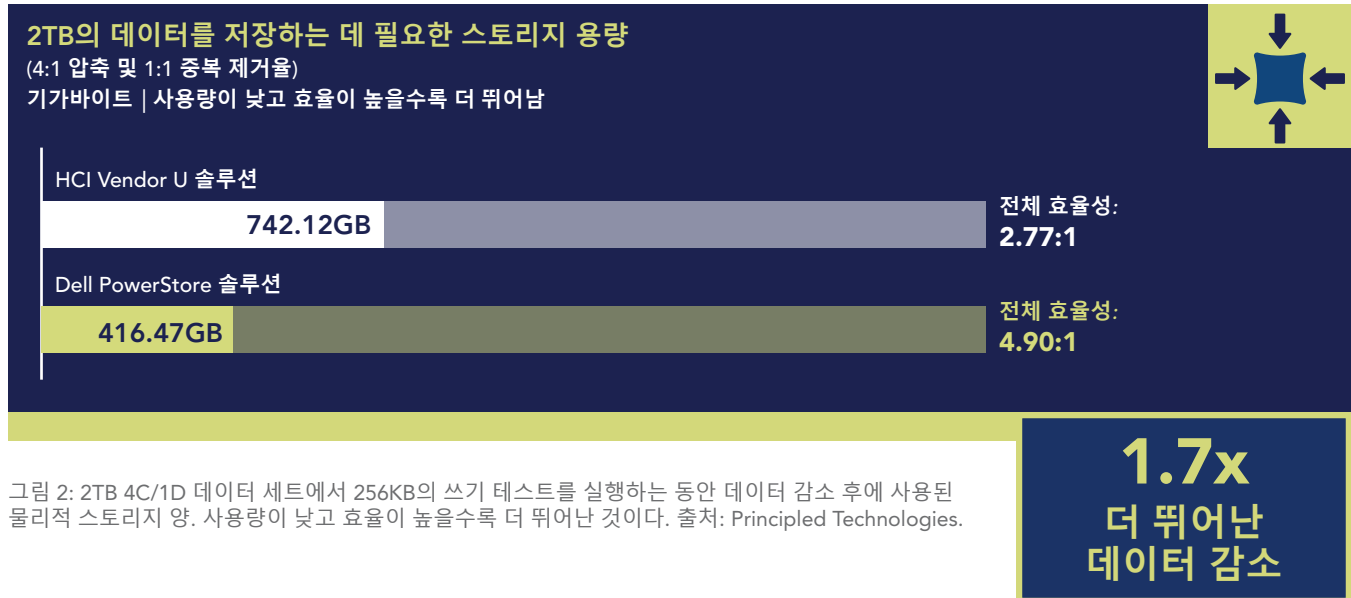 2TB의 데이터를 저장하는 데 필요한 스토리지 용량
(4:1 압축 및 1:1 중복 제거율)
기가바이트 | 사용량이 낮고 효율이 높을수록 더 뛰어남
HCI Vendor U 솔루션
742.12GB
전체 효율성:
2.77:1
Dell PowerStore 솔루션
416.47GB
전체 효율성:
4.90:1
1.7x
더 뛰어난
데이터 감소
그림 2: 2TB 4C/1D 데이터 세트에서 256KB의 쓰기 테스트를 실행하는 동안 데이터 감소 후에 사용된
물리적 스토리지 양. 사용량이 낮고 효율이 높을수록 더 뛰어난 것이다. 출처: Principled Technologies.